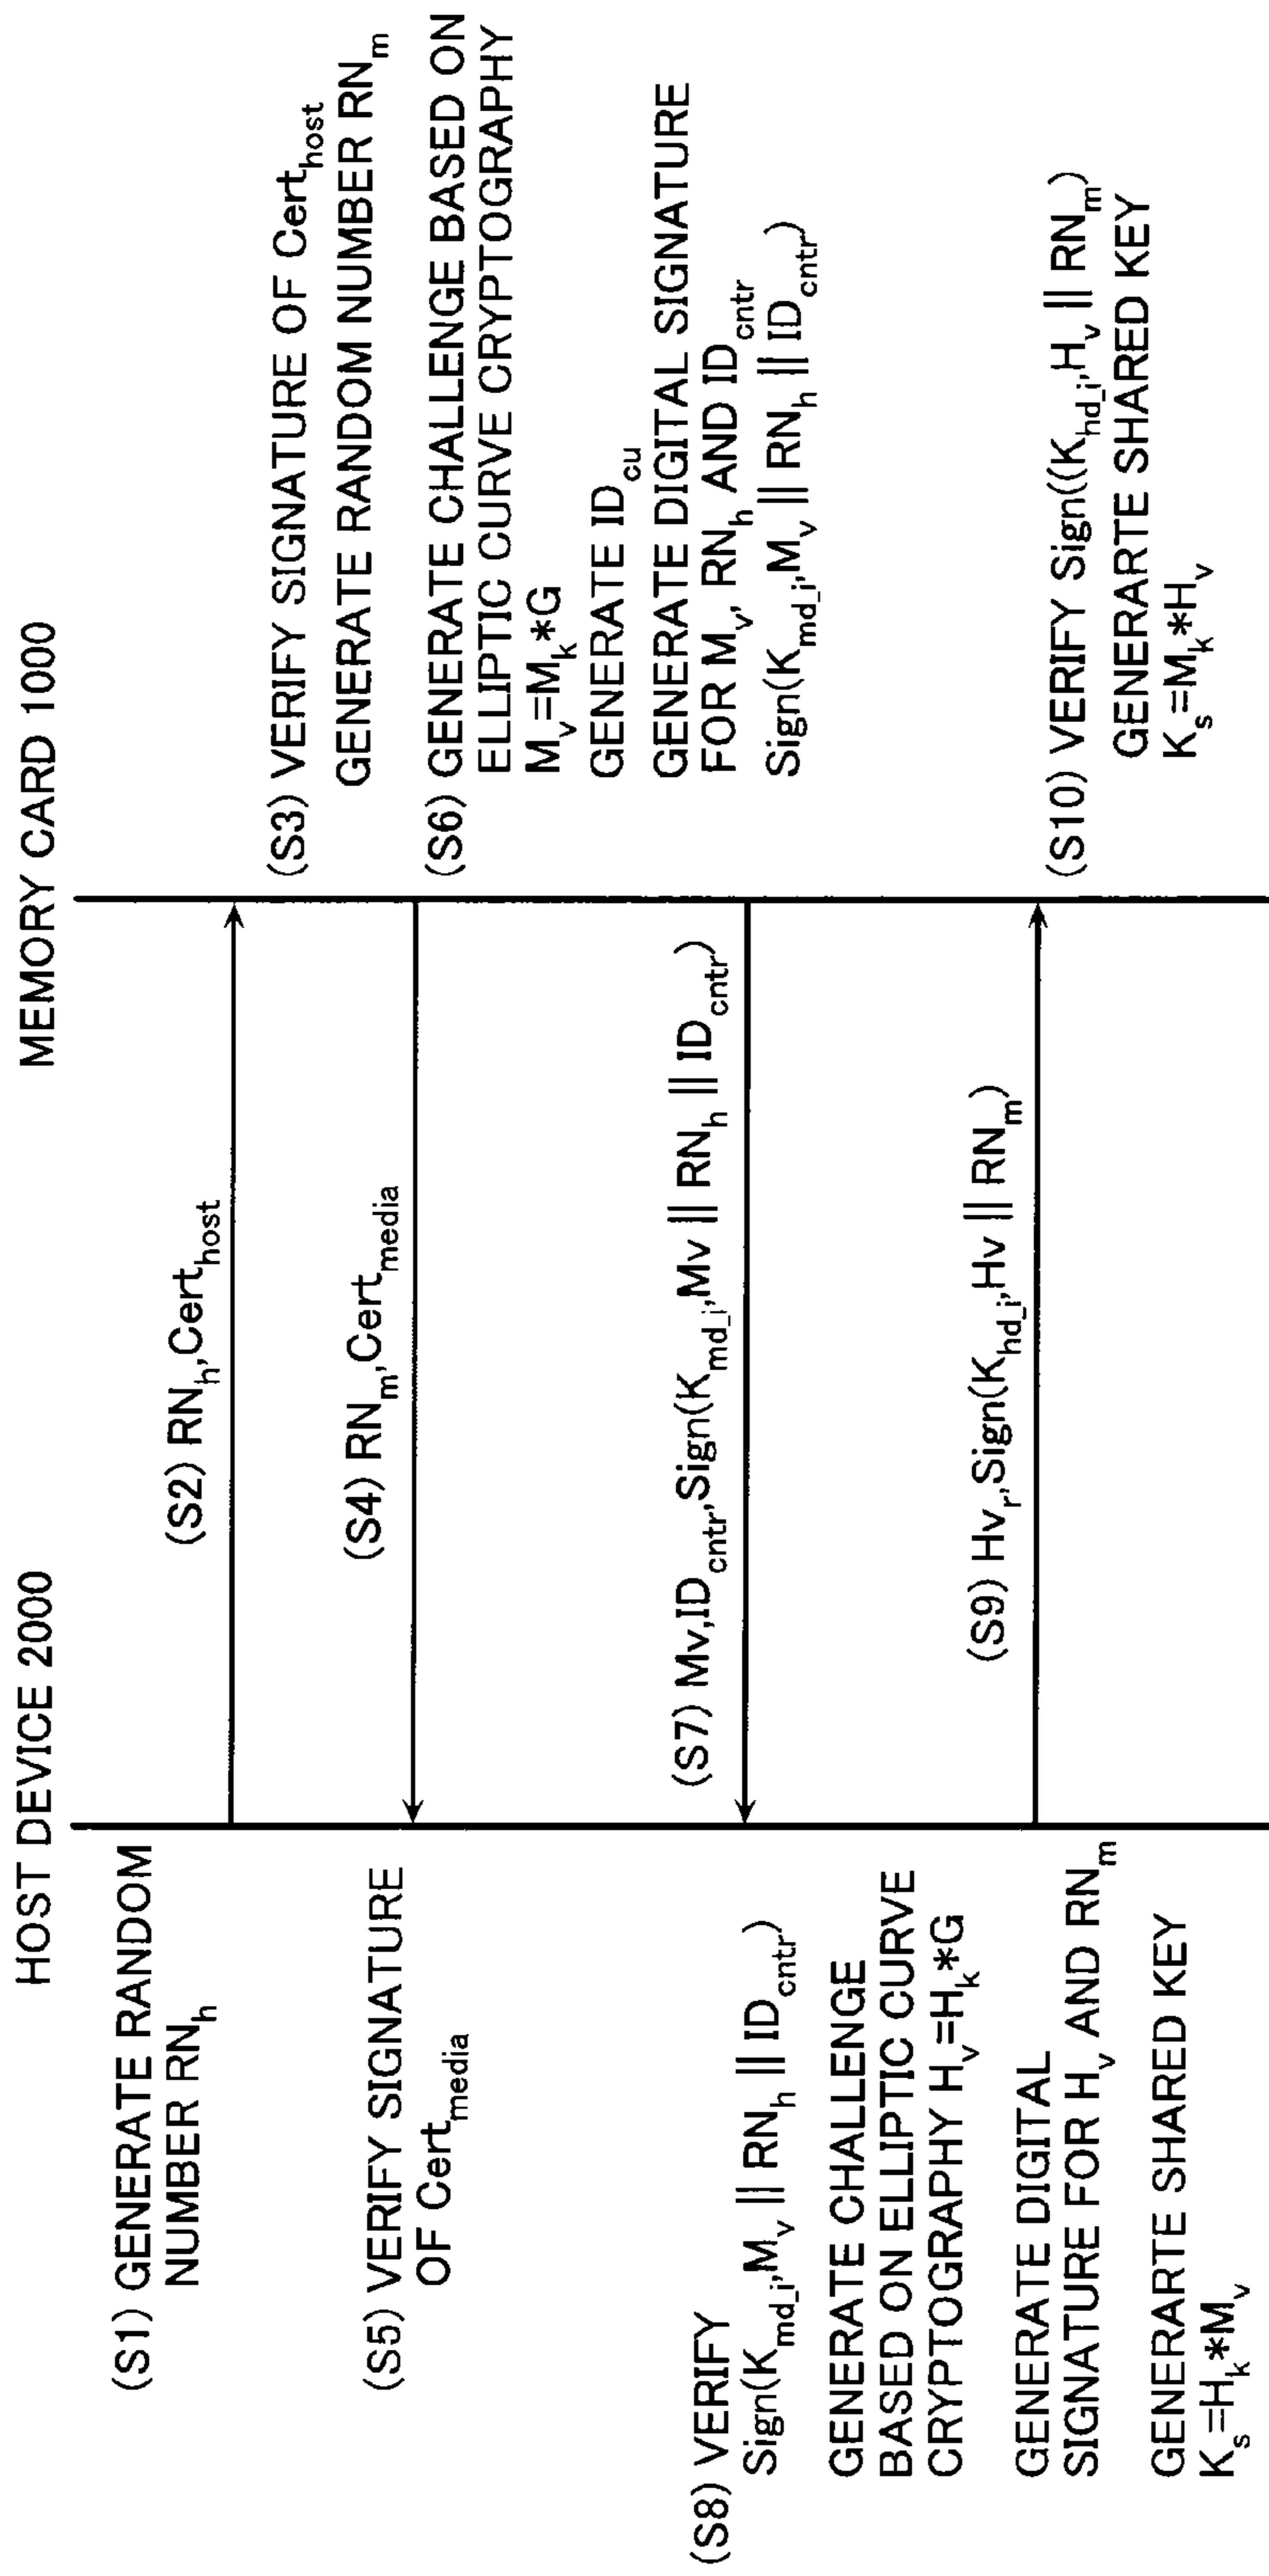 HOST DEVICE 2000
MEMORY CARD 1000
(S1) GENERATE RANDOM
NUMBER RNh
(S2) RNh,Certhost
(S3) VERIFY SIGNATURE OF Certhost
GENERATE RANDOM NUMBER RNm
(S4) RNm,Certmedia
(S5) VERIFY SIGNATURE
OF Certmedia
(S6) GENERATE CHALLENGE BASED ON
ELLIPTIC CURVE CRYPTOGRAPHY
Mv=Mk*G
GENERATE IDcu
GENERATE DIGITAL SIGNATURE
FOR Mv, RNh AND IDcntr
Sign(Kmd_i,Mv || RNh || IDcntr)
(S7) Mv,IDcntr,Sign(Kmd_i,Mv || RNh || IDcntr)
(S8) VERIFY
Sign(Kmd_i,Mv || RNh || IDcntr)
GENERATE CHALLENGE
BASED ON ELLIPTIC CURVE
CRYPTOGRAPHY Hv=Hk*G
GENERATE DIGITAL
SIGNATURE FOR Hv AND RNm
GENERARTE SHARED KEY
Ks=Hk*Mv
(S9) Hvr,Sign(Khd_i,Hv || RNm)
(S10) VERIFY Sign((Khd_i,Hv || RNm)
GENERARTE SHARED KEY
Ks=Mk*Hv